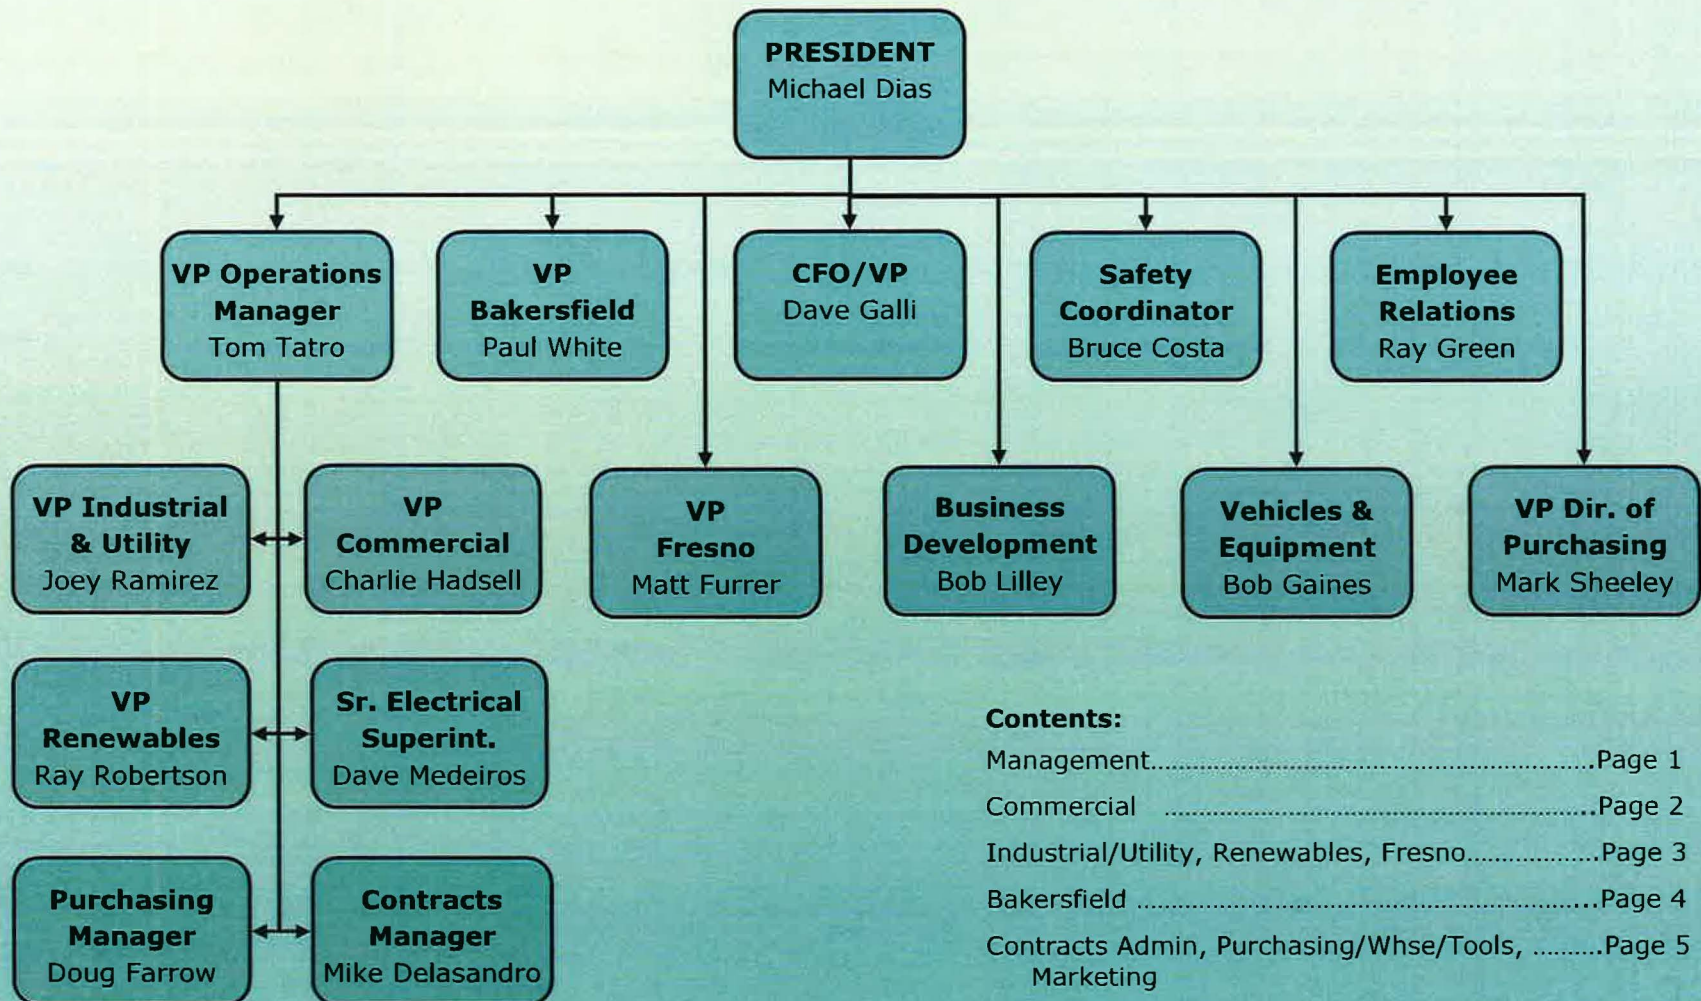 PRESIDENT
Michael Dias
VP Operations
Manager
Tom Tatro
VP
Bakersfield
Paul White
CFO/VP
Dave Galli
Safety
Coordinator
Bruce Costa
Employee
Relations
Ray Green
VP Industrial
& Utility
Joey Ramirez
VP
Commercial
Charlie Hadsell
VP
Fresno
Matt Furrer
Business
Development
Bob Lilley
Vehicles &
Equipment
Bob Gaines
VP Dir. of
Purchasing
Mark Sheeley
VP
Renewables
Ray Robertson
Sr. Electrical
Superint.
Dave Medeiros
Purchasing
Manager
Doug Farrow
Contracts
Manager
Mike Delasandro
Contents:
Management..........................................................Page 1
Commercial ........................................................Page 2
Industrial/Utility, Renewables, Fresno..................Page 3
Bakersfield ............................................................Page 4
Contracts Admin, Purchasing/Whse/Tools, ..........Page 5
Marketing